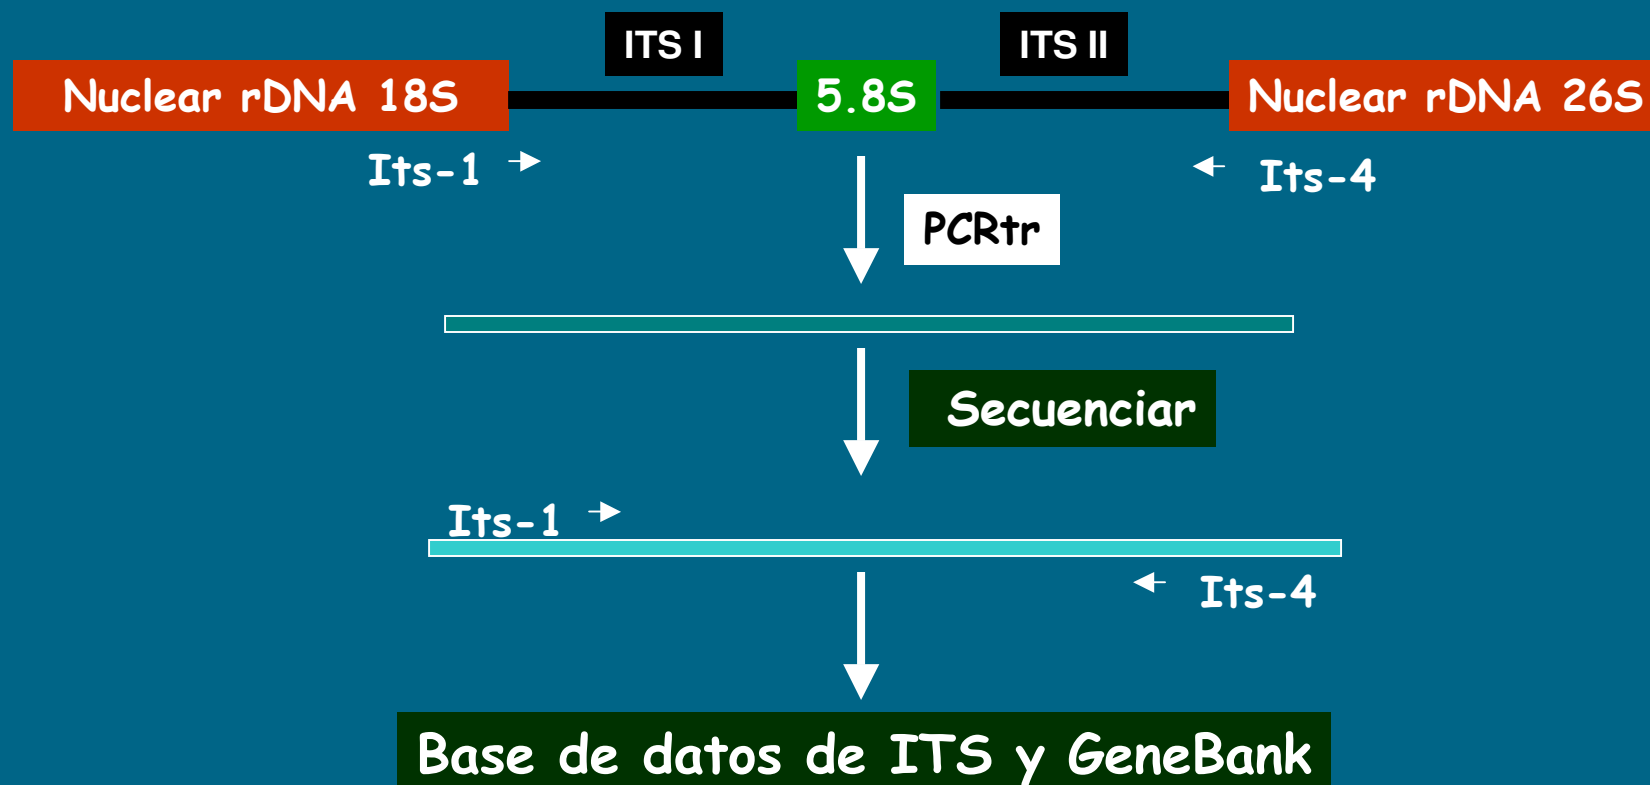 ITS I
ITS II
Nuclear rDNA 18S
5.8S
Nuclear rDNA 26S
Its-1
Its-4
PCRtr
Secuenciar
Its-1
Its-4
Base de datos de ITS y GeneBank